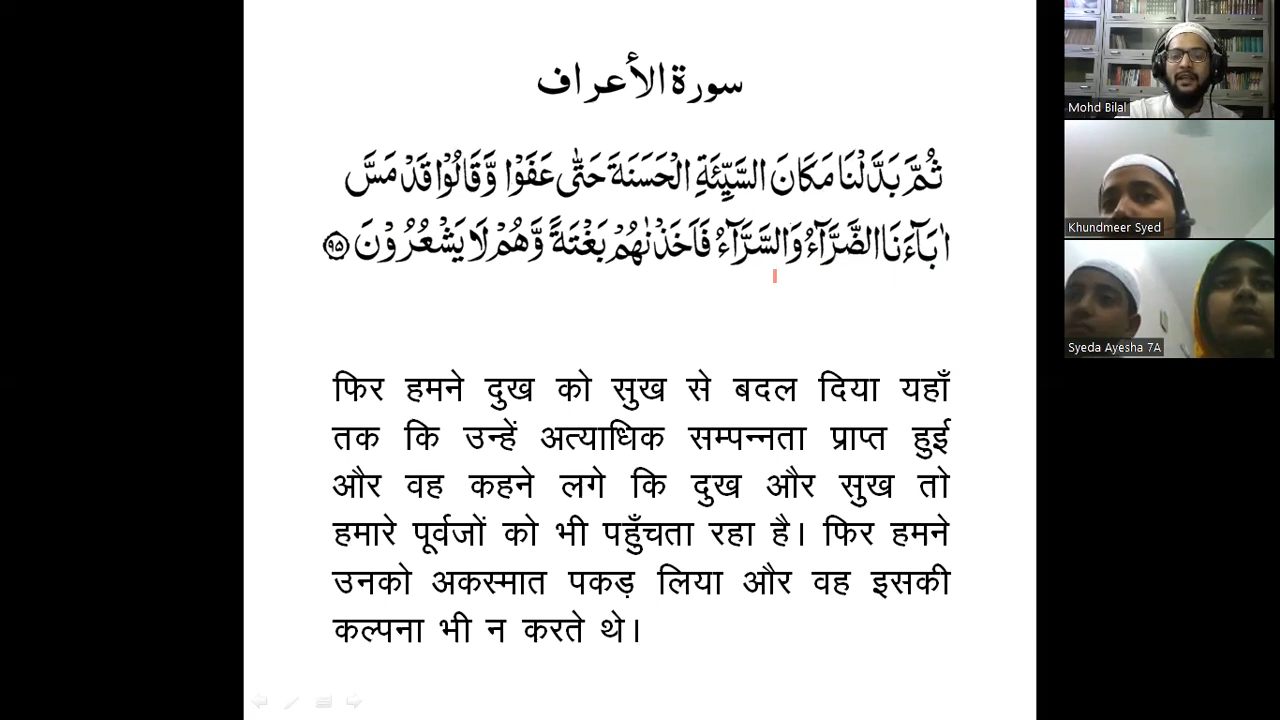 سورة الأعراف
ثُمَّ بَدَّلْنَا مَكَانَ السَّيِّئَةِ الْحَسَنَةَ حَتّٰى عَفَوْا وَّقَالُوْا قَدْ مَسَّ
اٰبَآءَنَا الضَّرَّآءُ وَالسَّرَّآءُ فَاَخَذْنٰهُمْ بَغْتَةً وَّهُمْ لَا يَشْعُرُوْنَ ﴿۹۵﴾
फिर हमने दुख को सुख से बदल दिया यहाँ
तक कि उन्हें अत्याधिक सम्पन्नता प्राप्त हुई
और वह कहने लगे कि दुख और सुख तो
हमारे पूर्वजों को भी पहुँचता रहा है। फिर हमने
उनको अकस्मात पकड़ लिया और वह इसकी
कल्पना भी न करते थे।
Mohd Bilal
Khundmeer Syed
Syeda Ayesha 7A